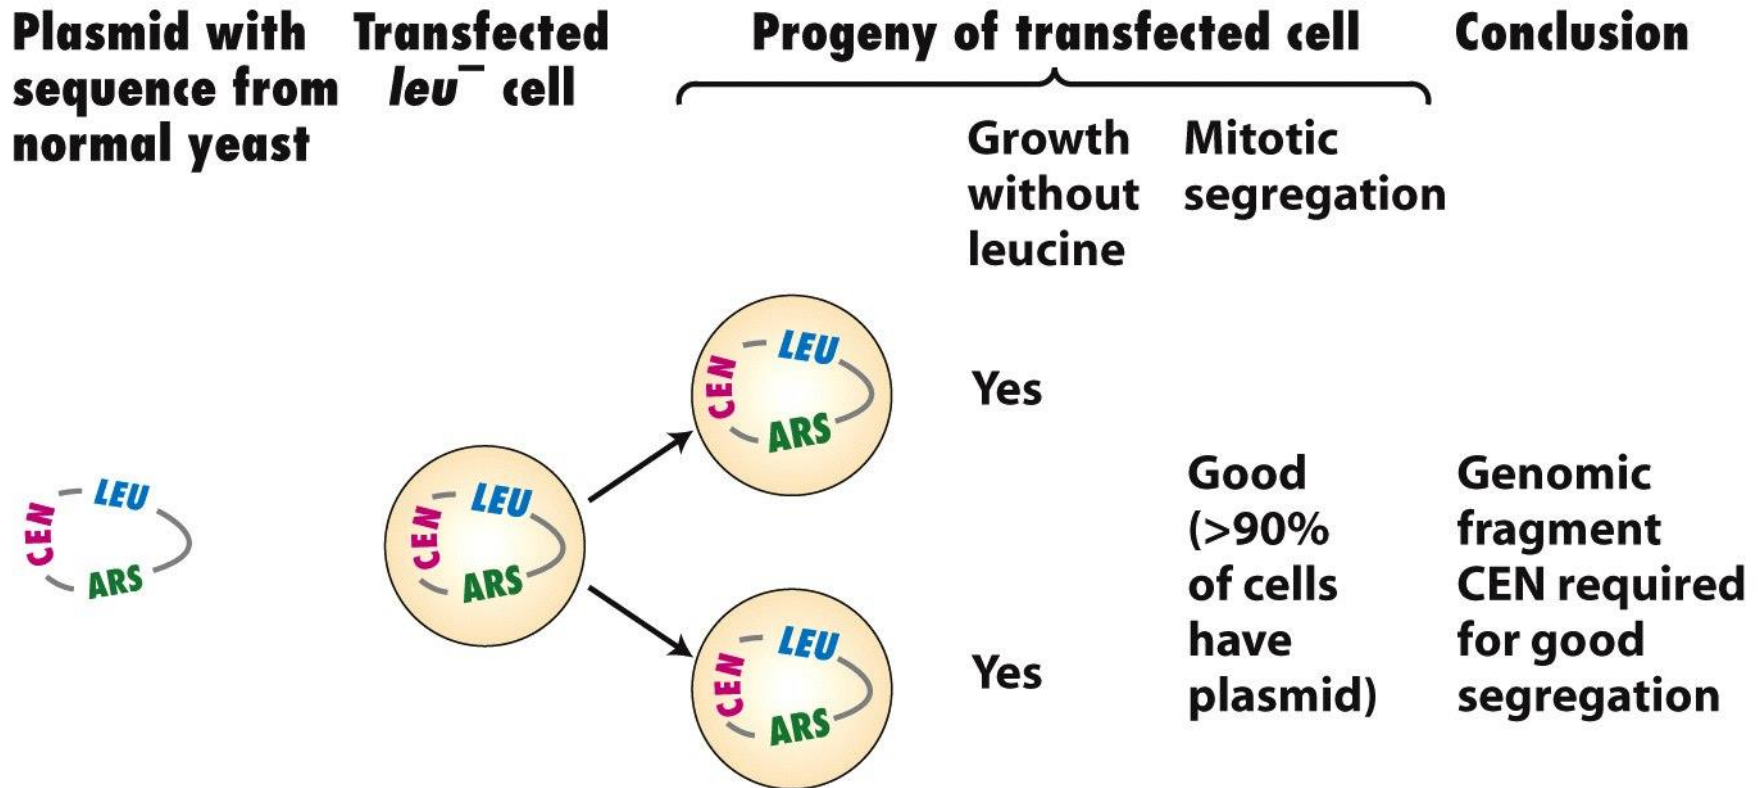 Plasmid with
sequence from
normal yeast
Transfected
leu⁻ cell
Progeny of transfected cell
Growth
without
leucine
Mitotic
segregation
Conclusion
LEU
CEN
ARS
LEU
CEN
ARS
LEU
CEN
ARS
Yes
LEU
CEN
ARS
Yes
Good
(>90%
of cells
have
plasmid)
Genomic
fragment
CEN required
for good
segregation